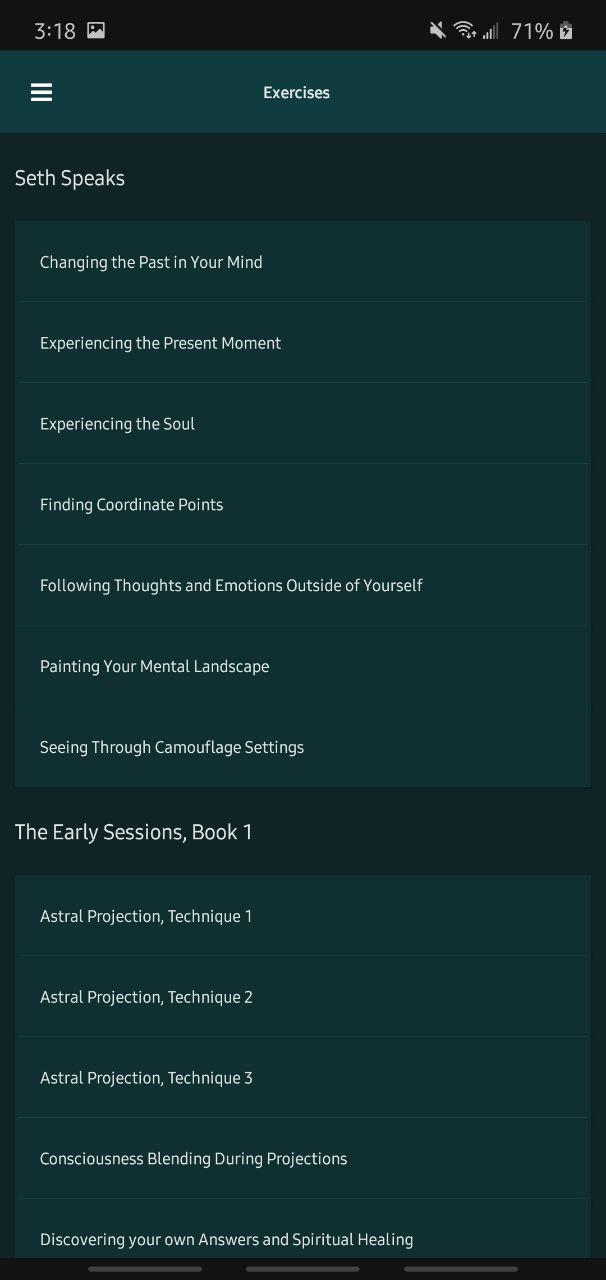 3:18 71%
Exercises
Seth Speaks
Changing the Past in Your Mind
Experiencing the Present Moment
Experiencing the Soul
Finding Coordinate Points
Following Thoughts and Emotions Outside of Yourself
Painting Your Mental Landscape
Seeing Through Camouflage Settings
The Early Sessions, Book 1
Astral Projection, Technique 1
Astral Projection, Technique 2
Astral Projection, Technique 3
Consciousness Blending During Projections
Discovering your own Answers and Spiritual Healing